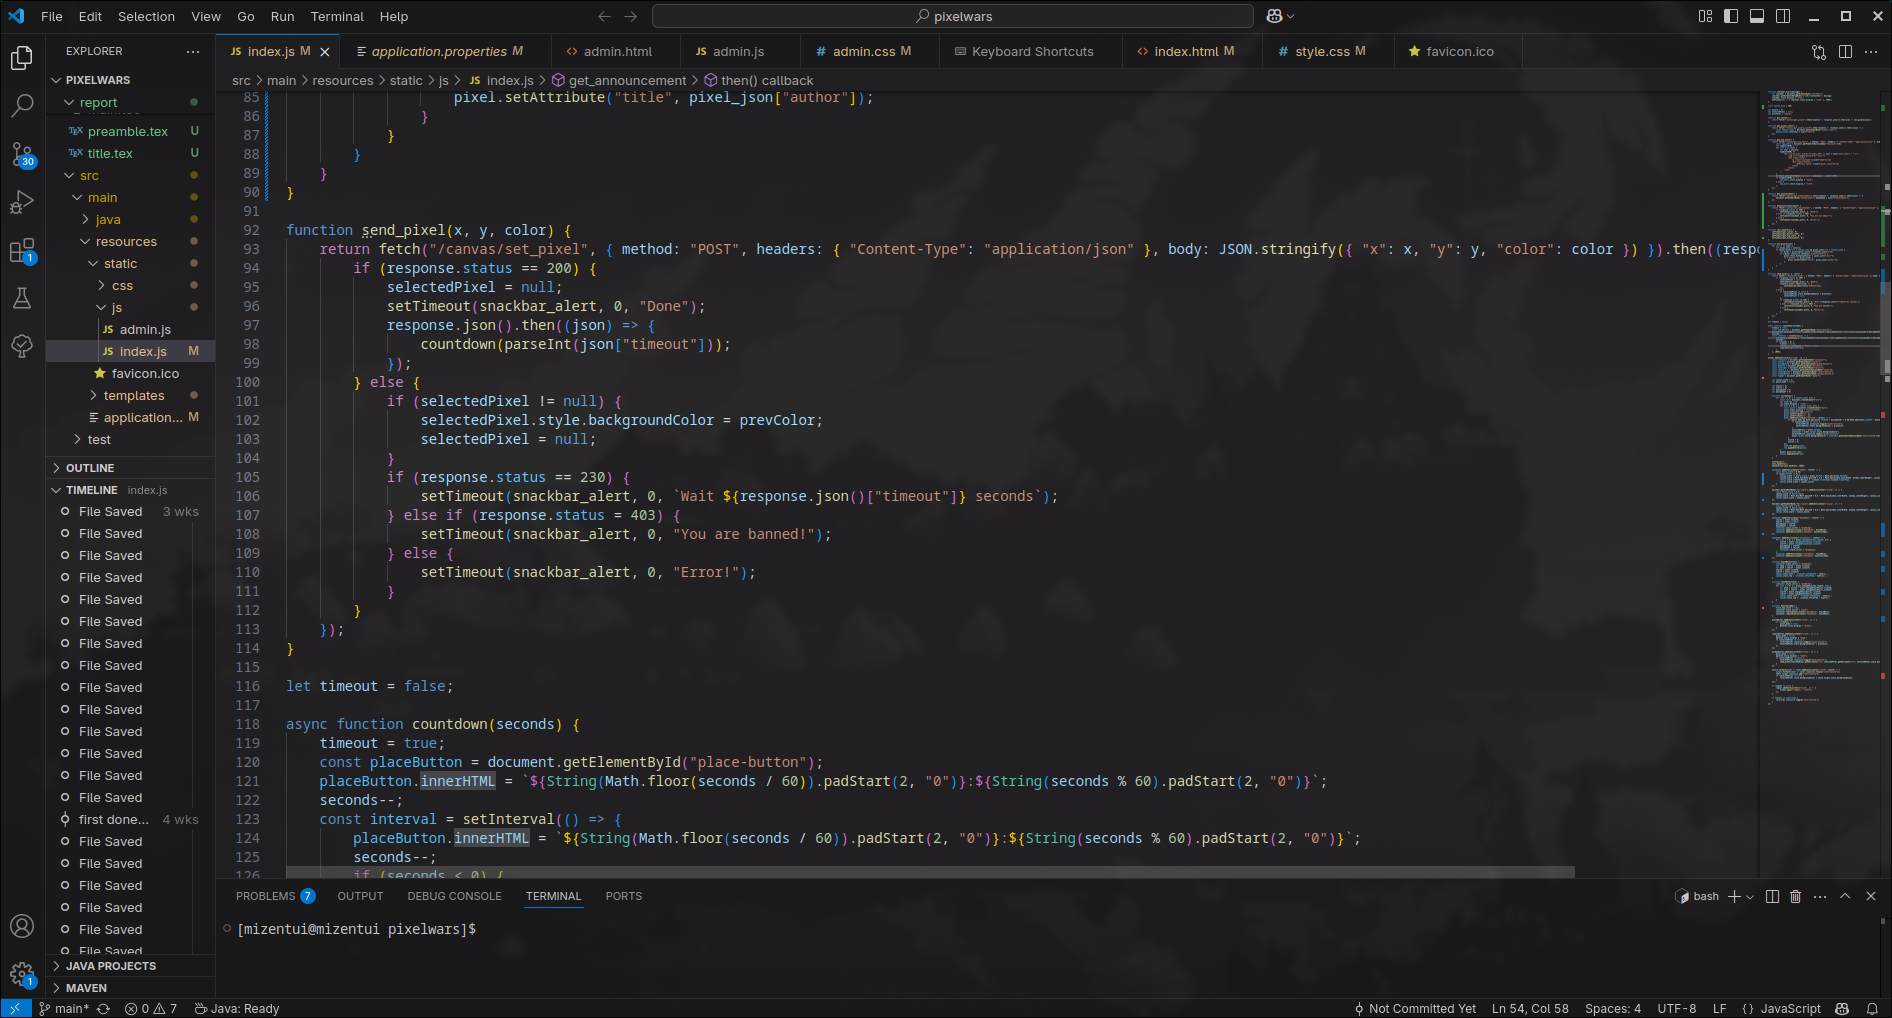 File Edit Selection View Go Run Terminal Help
pixelwars
EXPLORER
PIXELWARS
report
preamble.tex U
title.tex U
src
main
java
resources
static
css
js
admin.js
index.js M
favicon.ico
templates
application... M
test
OUTLINE
TIMELINE index.js
File Saved 3 wks
File Saved
File Saved
File Saved
File Saved
File Saved
File Saved
File Saved
File Saved
File Saved
File Saved
File Saved
File Saved
File Saved
first done... 4 wks
File Saved
File Saved
File Saved
File Saved
File Saved
File Saved
JAVA PROJECTS
MAVEN
30
1
1
JS index.js M
application.properties M
admin.html
JS admin.js
# admin.css M
Keyboard Shortcuts
index.html M
# style.css M
favicon.ico
src > main > resources > static > js > JS index.js > get_announcement > then() callback
85 pixel.setAttribute("title", pixel_json["author"]);
86 }
87 }
88 }
89 }
90 }
91
92 function send_pixel(x, y, color) {
93 return fetch("/canvas/set_pixel", { method: "POST", headers: { "Content-Type": "application/json" }, body: JSON.stringify({ "x": x, "y": y, "color": color }) }).then((respo
94 if (response.status == 200) {
95 selectedPixel = null;
96 setTimeout(snackbar_alert, 0, "Done");
97 response.json().then((json) => {
98 countdown(parseInt(json["timeout"]));
99 });
100 } else {
101 if (selectedPixel != null) {
102 selectedPixel.style.backgroundColor = prevColor;
103 selectedPixel = null;
104 }
105 if (response.status == 230) {
106 setTimeout(snackbar_alert, 0, `Wait ${response.json()["timeout"]} seconds`);
107 } else if (response.status = 403) {
108 setTimeout(snackbar_alert, 0, "You are banned!");
109 } else {
110 setTimeout(snackbar_alert, 0, "Error!");
111 }
112 }
113 });
114 }
115
116 let timeout = false;
117
118 async function countdown(seconds) {
119 timeout = true;
120 const placeButton = document.getElementById("place-button");
121 placeButton.innerHTML = `${String(Math.floor(seconds / 60)).padStart(2, "0")}:${String(seconds % 60).padStart(2, "0")}`;
122 seconds--;
123 const interval = setInterval(() => {
124 placeButton.innerHTML = `${String(Math.floor(seconds / 60)).padStart(2, "0")}:${String(seconds % 60).padStart(2, "0")}`;
125 seconds--;
126 if (seconds < 0) {
PROBLEMS 7 OUTPUT DEBUG CONSOLE TERMINAL PORTS
bash
[mizentui@mizentui pixelwars]$
main* 0 7 Java: Ready
Not Committed Yet Ln 54, Col 58 Spaces: 4 UTF-8 LF {} JavaScript